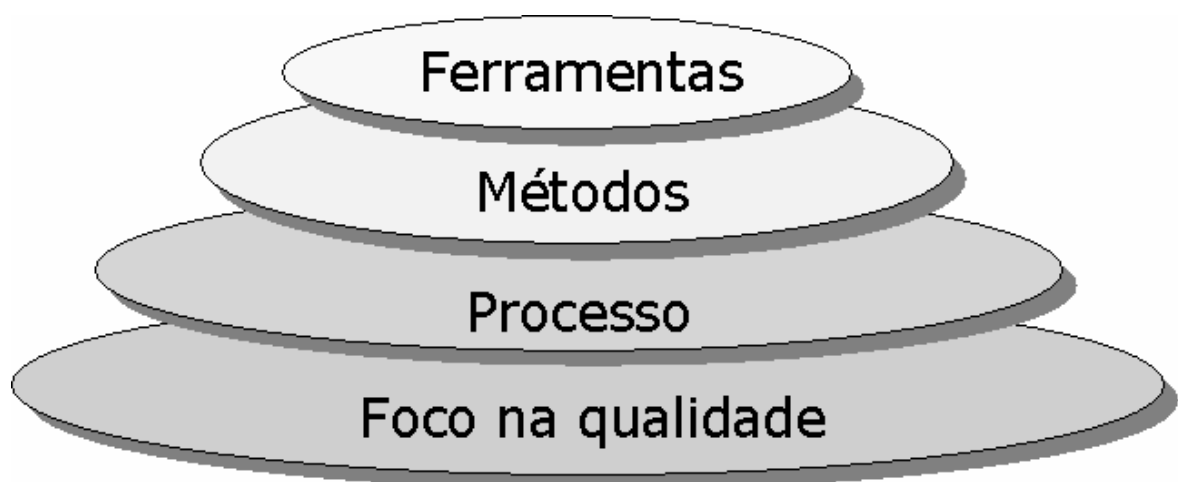 Ferramentas
Métodos
Processo
Foco na qualidade